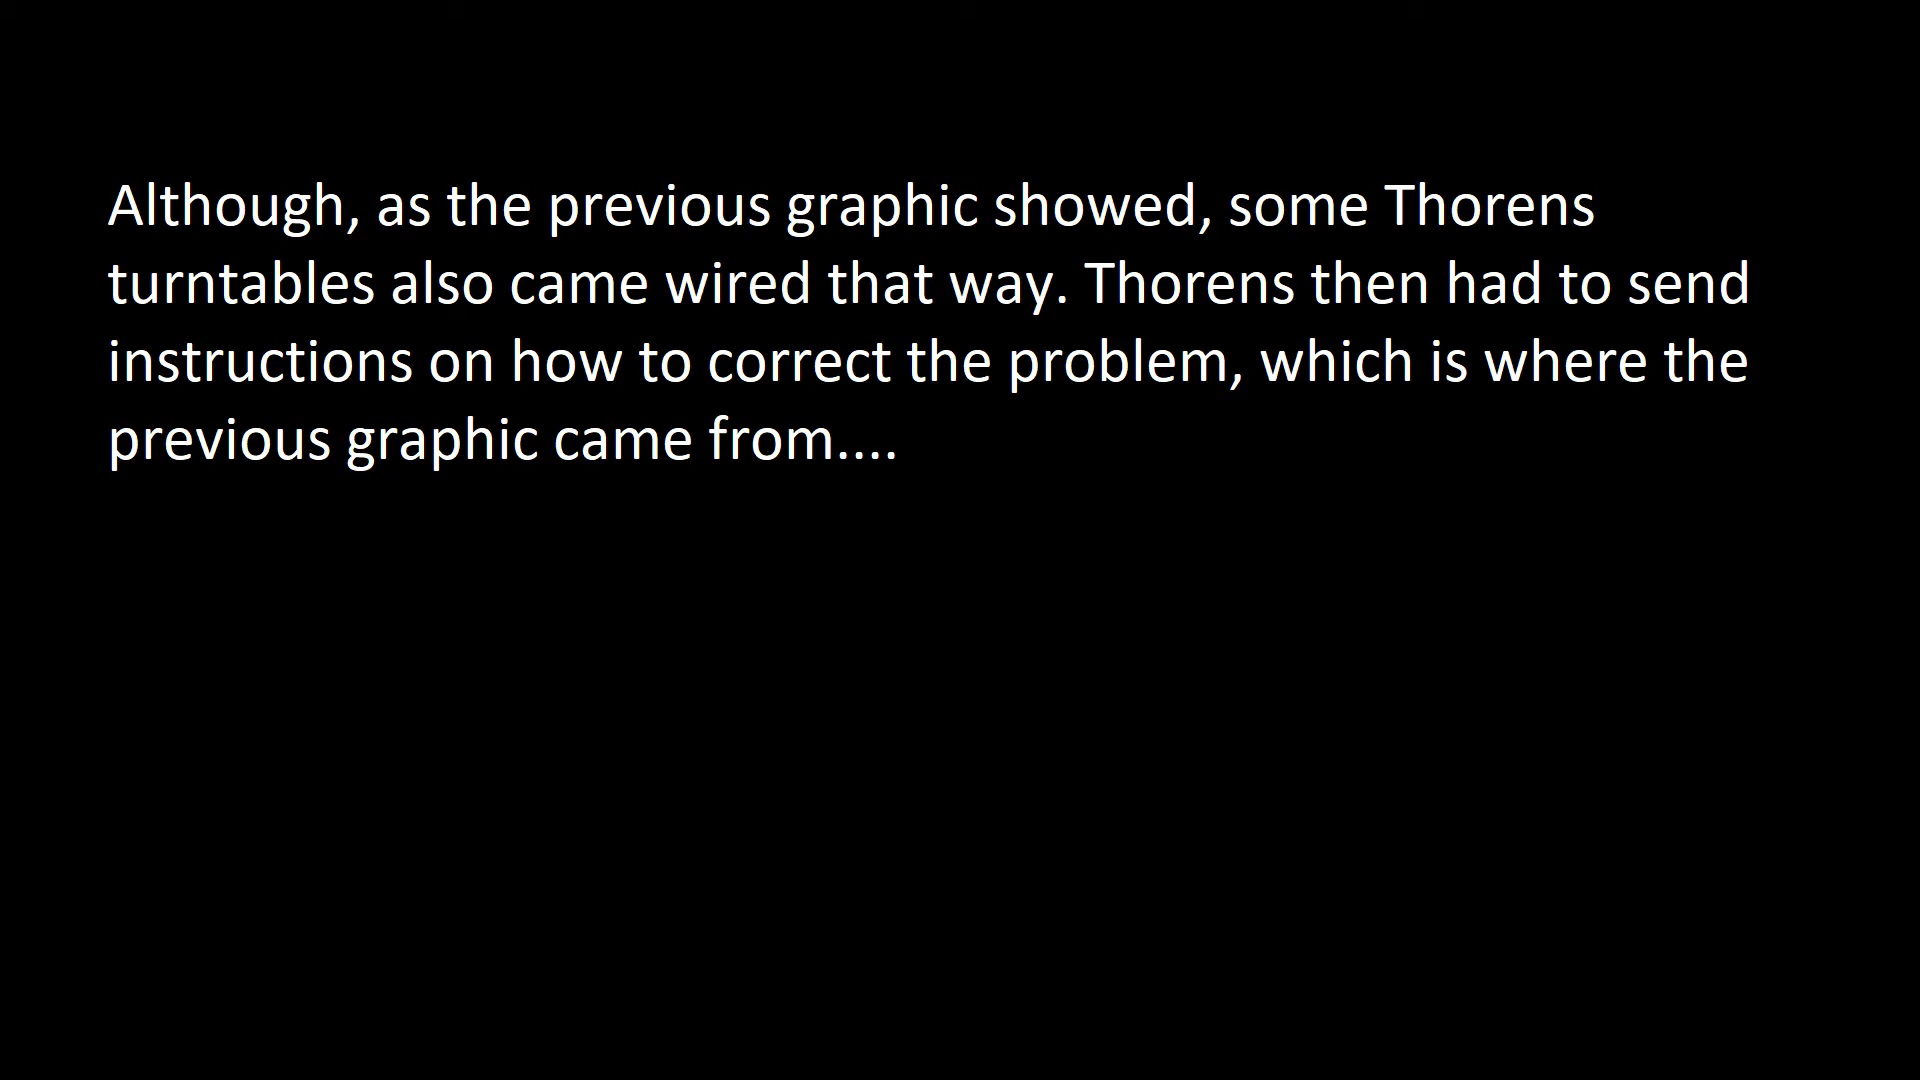 Although, as the previous graphic showed, some Thorens
turntables also came wired that way. Thorens then had to send
instructions on how to correct the problem, which is where the
previous graphic came from....